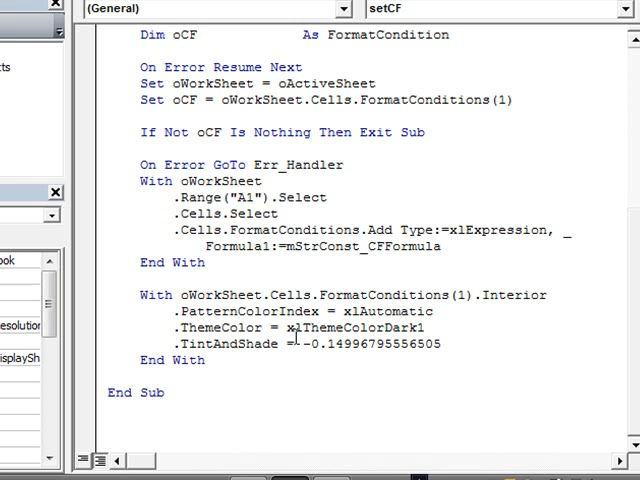 (General)
setCF
Dim oCF As FormatCondition
On Error Resume Next
Set oWorkSheet = oActiveSheet
Set oCF = oWorkSheet.Cells.FormatConditions(1)
If Not oCF Is Nothing Then Exit Sub
On Error GoTo Err_Handler
With oWorkSheet
.Range("A1").Select
.Cells.Select
.Cells.FormatConditions.Add Type:=xlExpression, _
Formula1:=mStrConst_CFFormula
End With
With oWorkSheet.Cells.FormatConditions(1).Interior
.PatternColorIndex = xlAutomatic
.ThemeColor = xlThemeColorDark1
.TintAndShade = -0.14996795556505
End With
End Sub
ts
ook
esolution
isplaySh